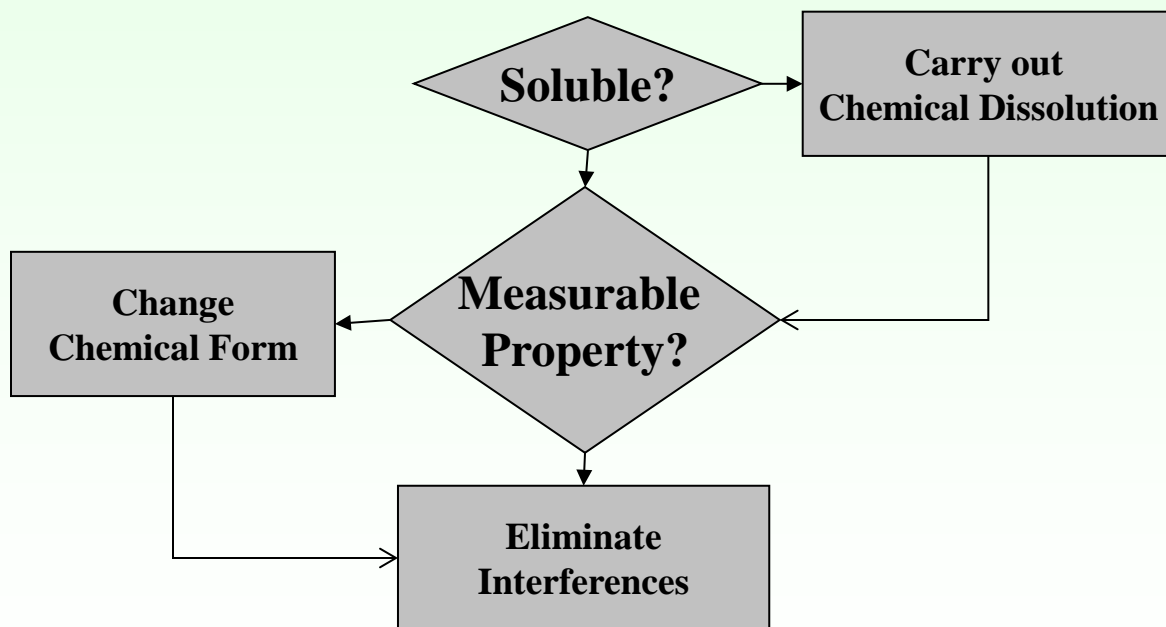 Soluble?
Carry out
Chemical Dissolution
Measurable
Property?
Change
Chemical Form
Eliminate
Interferences